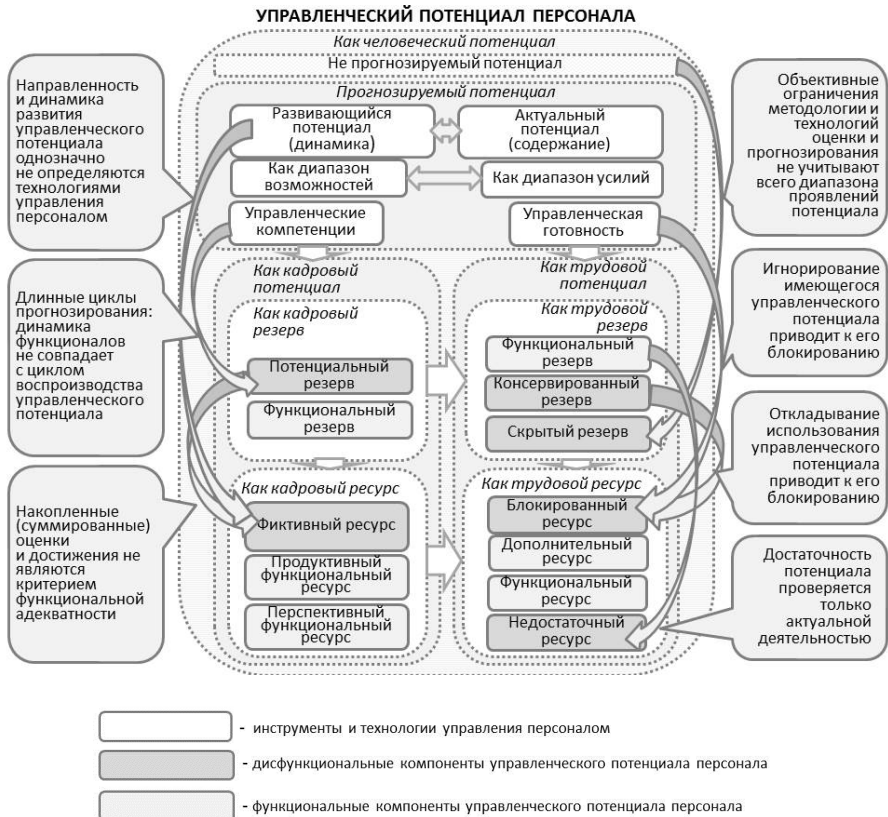 УПРАВЛЕНЧЕСКИЙ ПОТЕНЦИАЛ ПЕРСОНАЛА
Как человеческий потенциал
Не прогнозируемый потенциал
Прогнозируемый потенциал
Развивающийся
потенциал
(динамика)
Актуальный
потенциал
(содержание)
Как диапазон
возможностей
Как диапазон усилий
Управленческие
компетенции
Управленческая
готовность
Направленность
и динамика
развития
управленческого
потенциала
однозначно
не определяются
технологиями
управления
персоналом
Длинные циклы
прогнозирования:
динамика
функционалов
не совпадает
с циклом
воспроизводства
управленческого
потенциала
Накопленные
(суммированные)
оценки
и достижения не
являются
критерием
функциональной
адекватности
Как кадровый
потенциал
Как кадровый
резерв
Потенциальный
резерв
Функциональный
резерв
Как кадровый ресурс
Фиктивный ресурс
Продуктивный
функциональный
ресурс
Перспективный
функциональный
ресурс
Как трудовой
потенциал
Как трудовой
резерв
Функциональный
резерв
Консервированный
резерв
Скрытый резерв
Как трудовой ресурс
Блокированный
ресурс
Дополнительный
ресурс
Функциональный
ресурс
Недостаточный
ресурс
Объективные
ограничения
методологии и
технологий
оценки и
прогнозирования
не учитывают
всего диапазона
проявлений
потенциала
Игнорирование
имеющегося
управленческого
потенциала
приводит к его
блокированию
Откладывание
использования
управленческого
потенциала
приводит к его
блокированию
Достаточность
потенциала
проверяется
только
актуальной
деятельностью
- инструменты и технологии управления персоналом
- дисфункциональные компоненты управленческого потенциала персонала
- функциональные компоненты управленческого потенциала персонала